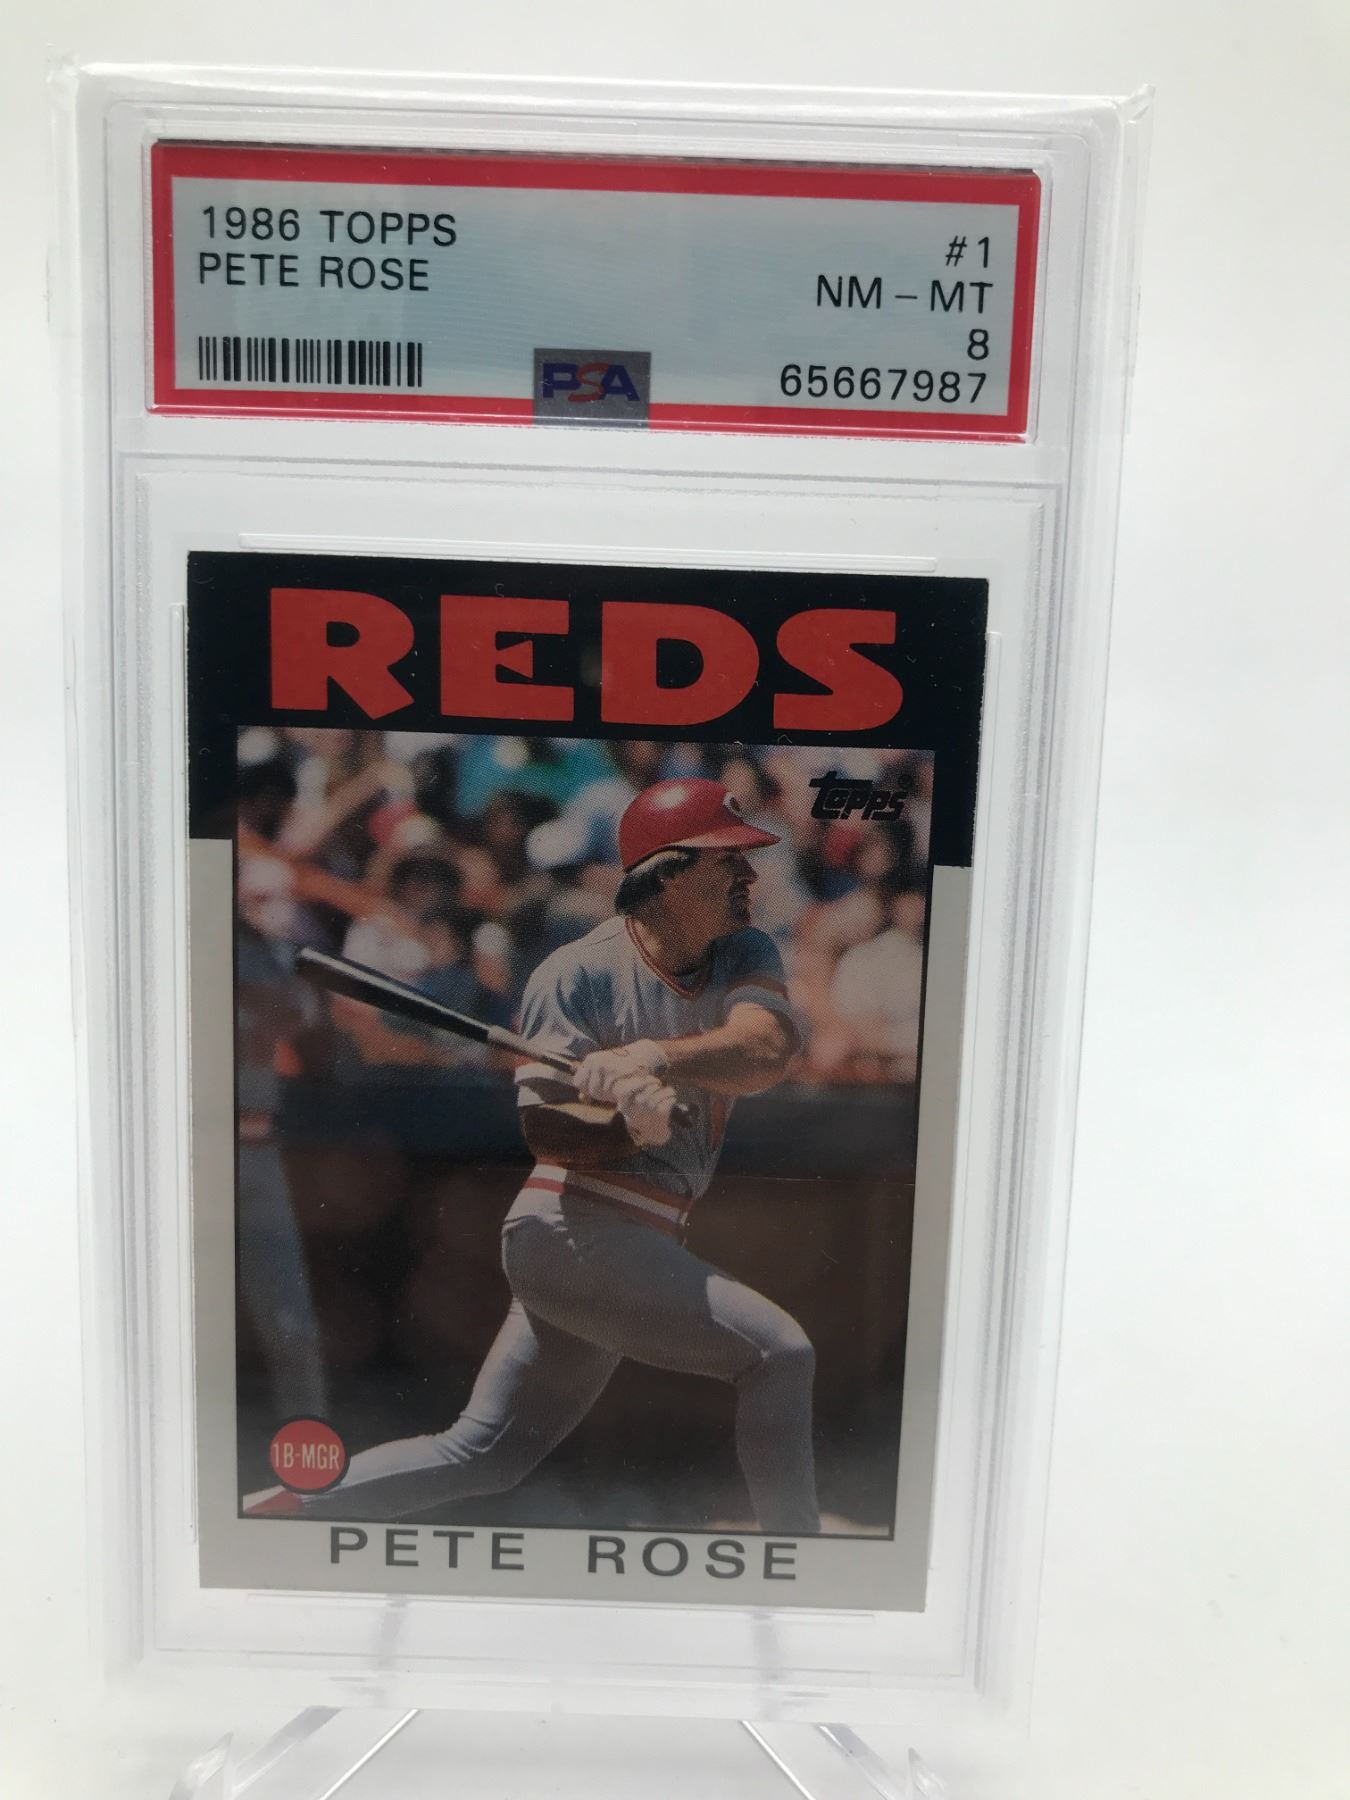 1986 TOPPS
PETE ROSE
#1
NM - MT
8
65667987
PSA
REDS
topps®
1B-MGR
PETE ROSE